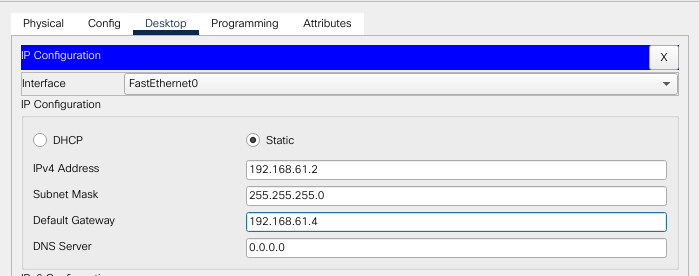 Physical Config Desktop Programming Attributes
IP Configuration X
Interface FastEthernet0
IP Configuration
DHCP Static
IPv4 Address 192.168.61.2
Subnet Mask 255.255.255.0
Default Gateway 192.168.61.4
DNS Server 0.0.0.0